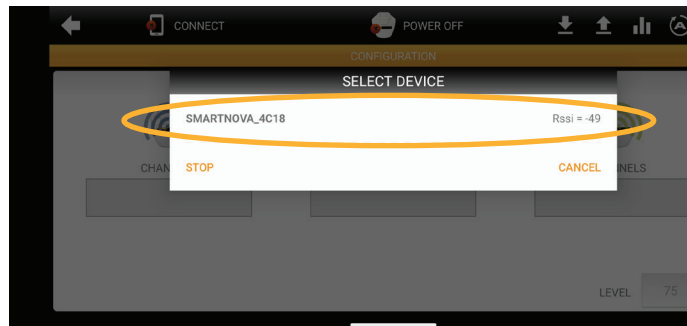 CONNECT
POWER OFF
CONFIGURATION
SELECT DEVICE
SMARTNOVA_4C18
Rssi = -49
STOP
CANCEL
CHAN
NELS
LEVEL
75